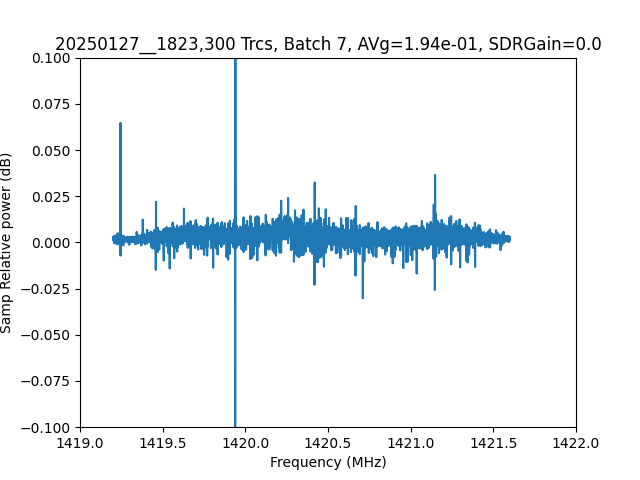 20250127__1823,300 Trcs, Batch 7, AVg=1.94e-01, SDRGain=0.0
0.100
0.075
0.050
0.025
0.000
−0.025
−0.050
−0.075
−0.100
Samp Relative power (dB)
1419.0 1419.5 1420.0 1420.5 1421.0 1421.5 1422.0
Frequency (MHz)